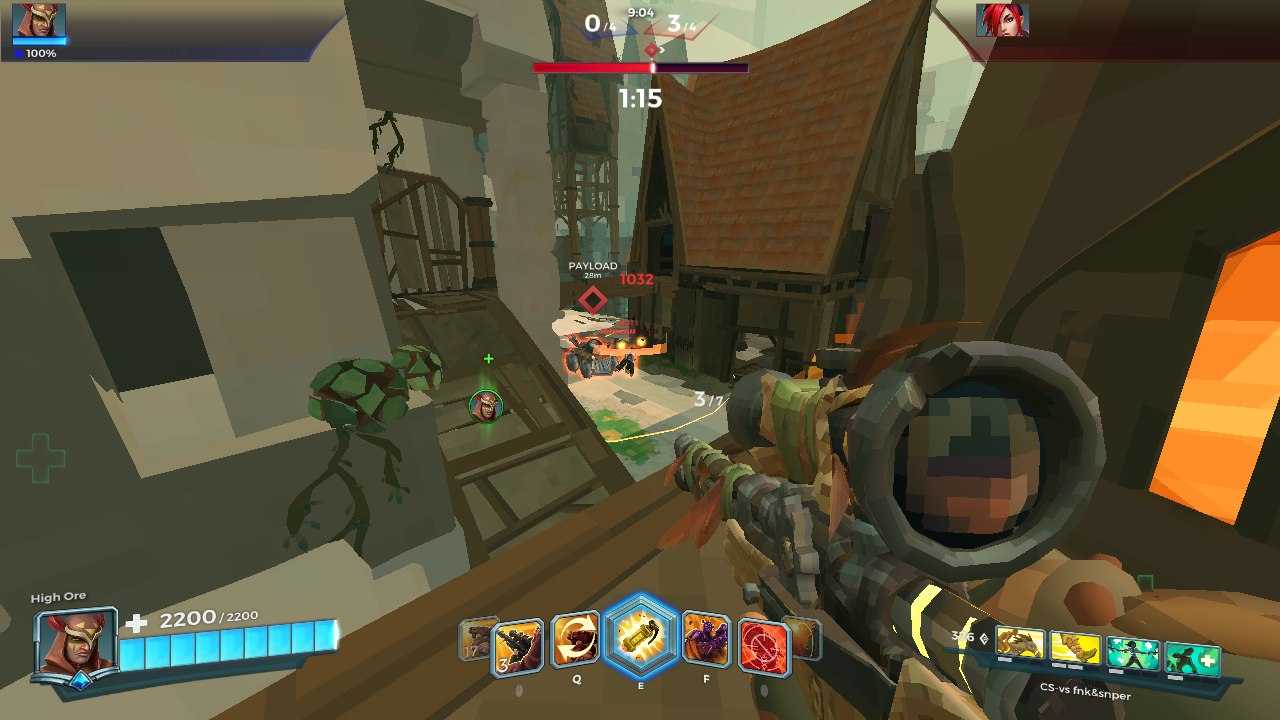 100%
0/4
9:04
3/4
1:15
PAYLOAD
28m
1032
3/7
High Ore
2200/2200
17
3
Q
E
F
CS-vs fnk&snper